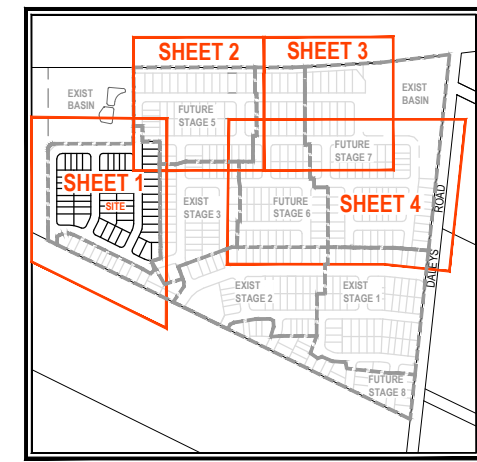 SHEET 2
SHEET 3
EXIST
BASIN
EXIST
BASIN
FUTURE
STAGE 5
FUTURE
STAGE 7
SHEET 1
SITE
EXIST
STAGE 3
FUTURE
STAGE 6
SHEET 4
DALEYS ROAD
EXIST
STAGE 2
EXIST
STAGE 1
FUTURE
STAGE 8